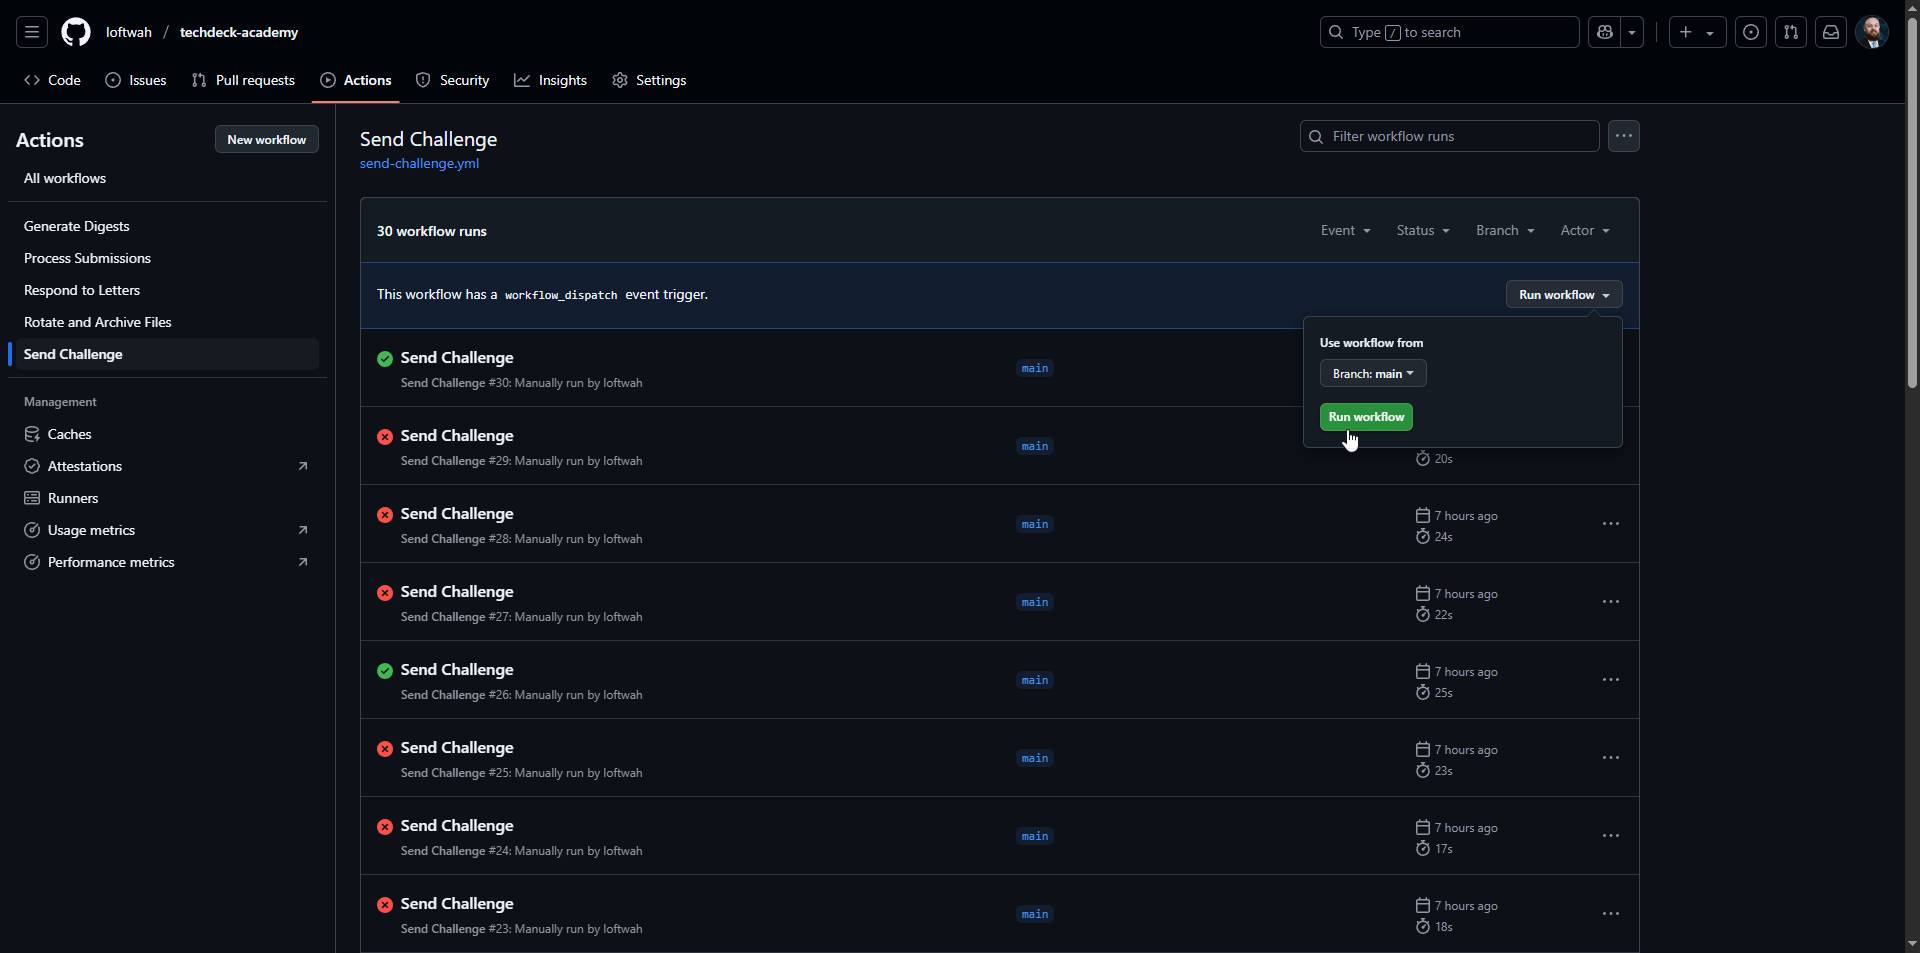 loftwah / techdeck-academy
Type / to search
Code
Issues
Pull requests
Actions
Security
Insights
Settings
Actions
New workflow
All workflows
Generate Digests
Process Submissions
Respond to Letters
Rotate and Archive Files
Send Challenge
Management
Caches
Attestations
Runners
Usage metrics
Performance metrics
Send Challenge
send-challenge.yml
Filter workflow runs
30 workflow runs
Event
Status
Branch
Actor
This workflow has a workflow_dispatch event trigger.
Run workflow
Use workflow from
Branch: main
Run workflow
Send Challenge
Send Challenge #30: Manually run by loftwah
main
Send Challenge
Send Challenge #29: Manually run by loftwah
main
20s
Send Challenge
Send Challenge #28: Manually run by loftwah
main
7 hours ago
24s
Send Challenge
Send Challenge #27: Manually run by loftwah
main
7 hours ago
22s
Send Challenge
Send Challenge #26: Manually run by loftwah
main
7 hours ago
25s
Send Challenge
Send Challenge #25: Manually run by loftwah
main
7 hours ago
23s
Send Challenge
Send Challenge #24: Manually run by loftwah
main
7 hours ago
17s
Send Challenge
Send Challenge #23: Manually run by loftwah
main
7 hours ago
18s